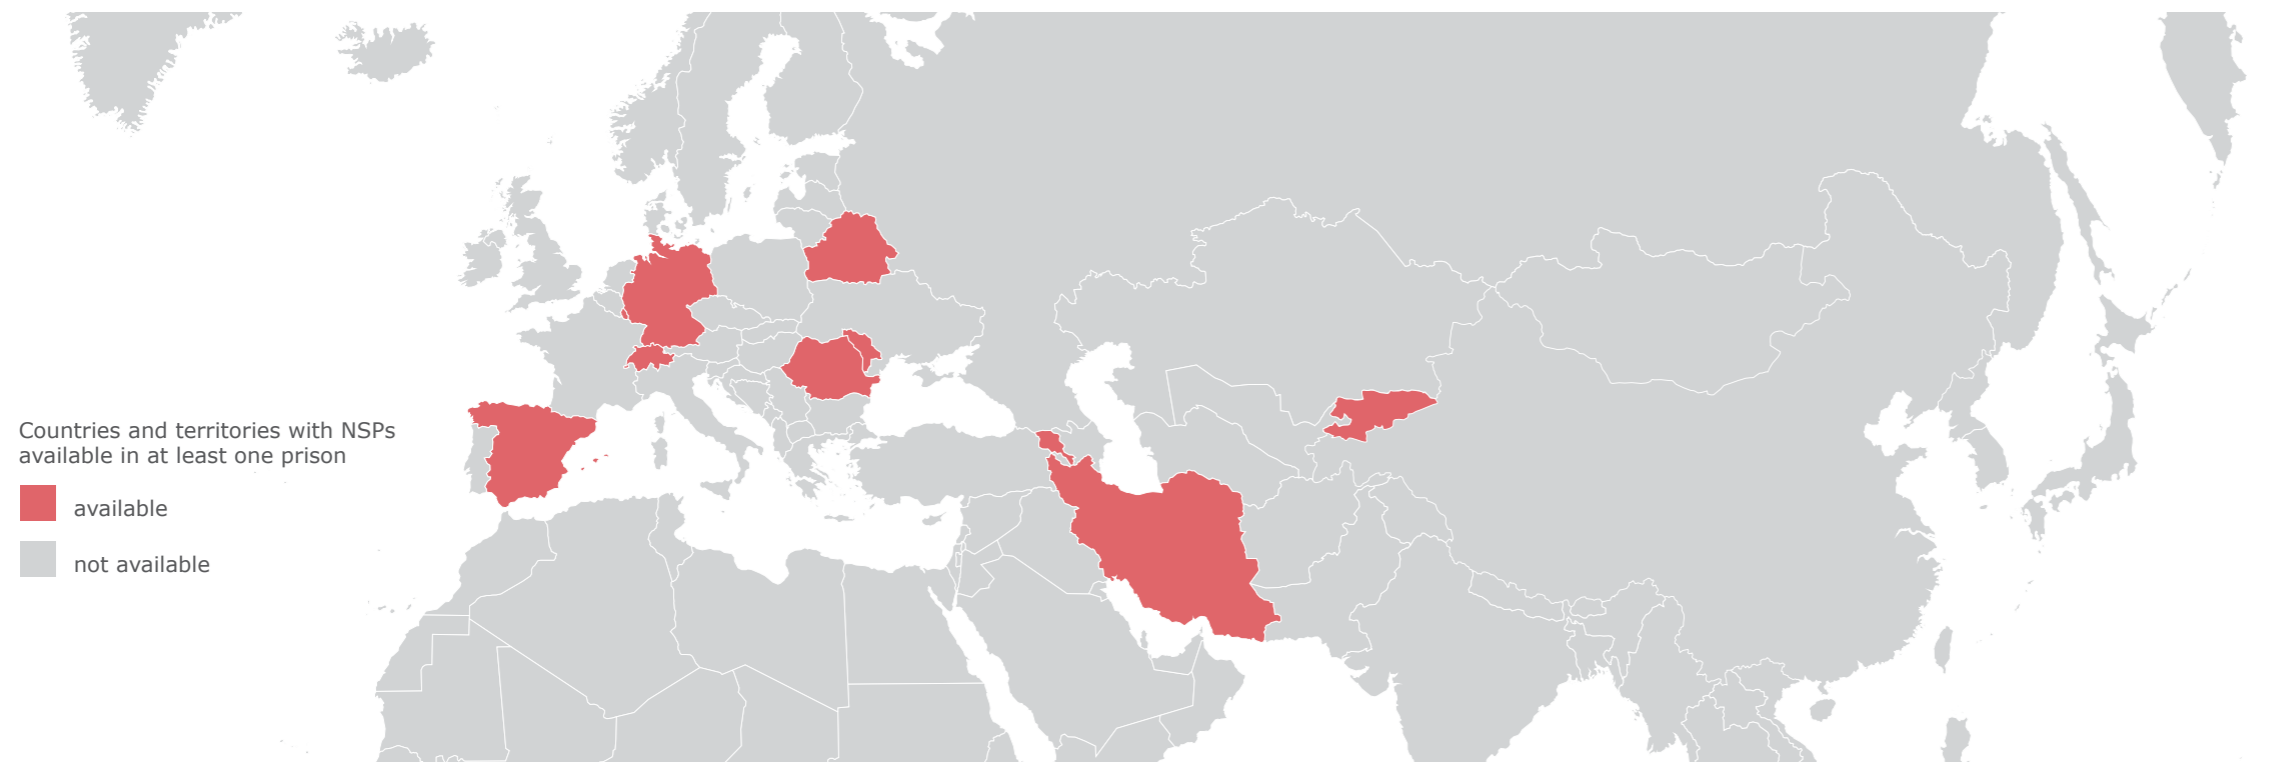 Countries and territories with NSPs
available in at least one prison
available
not available